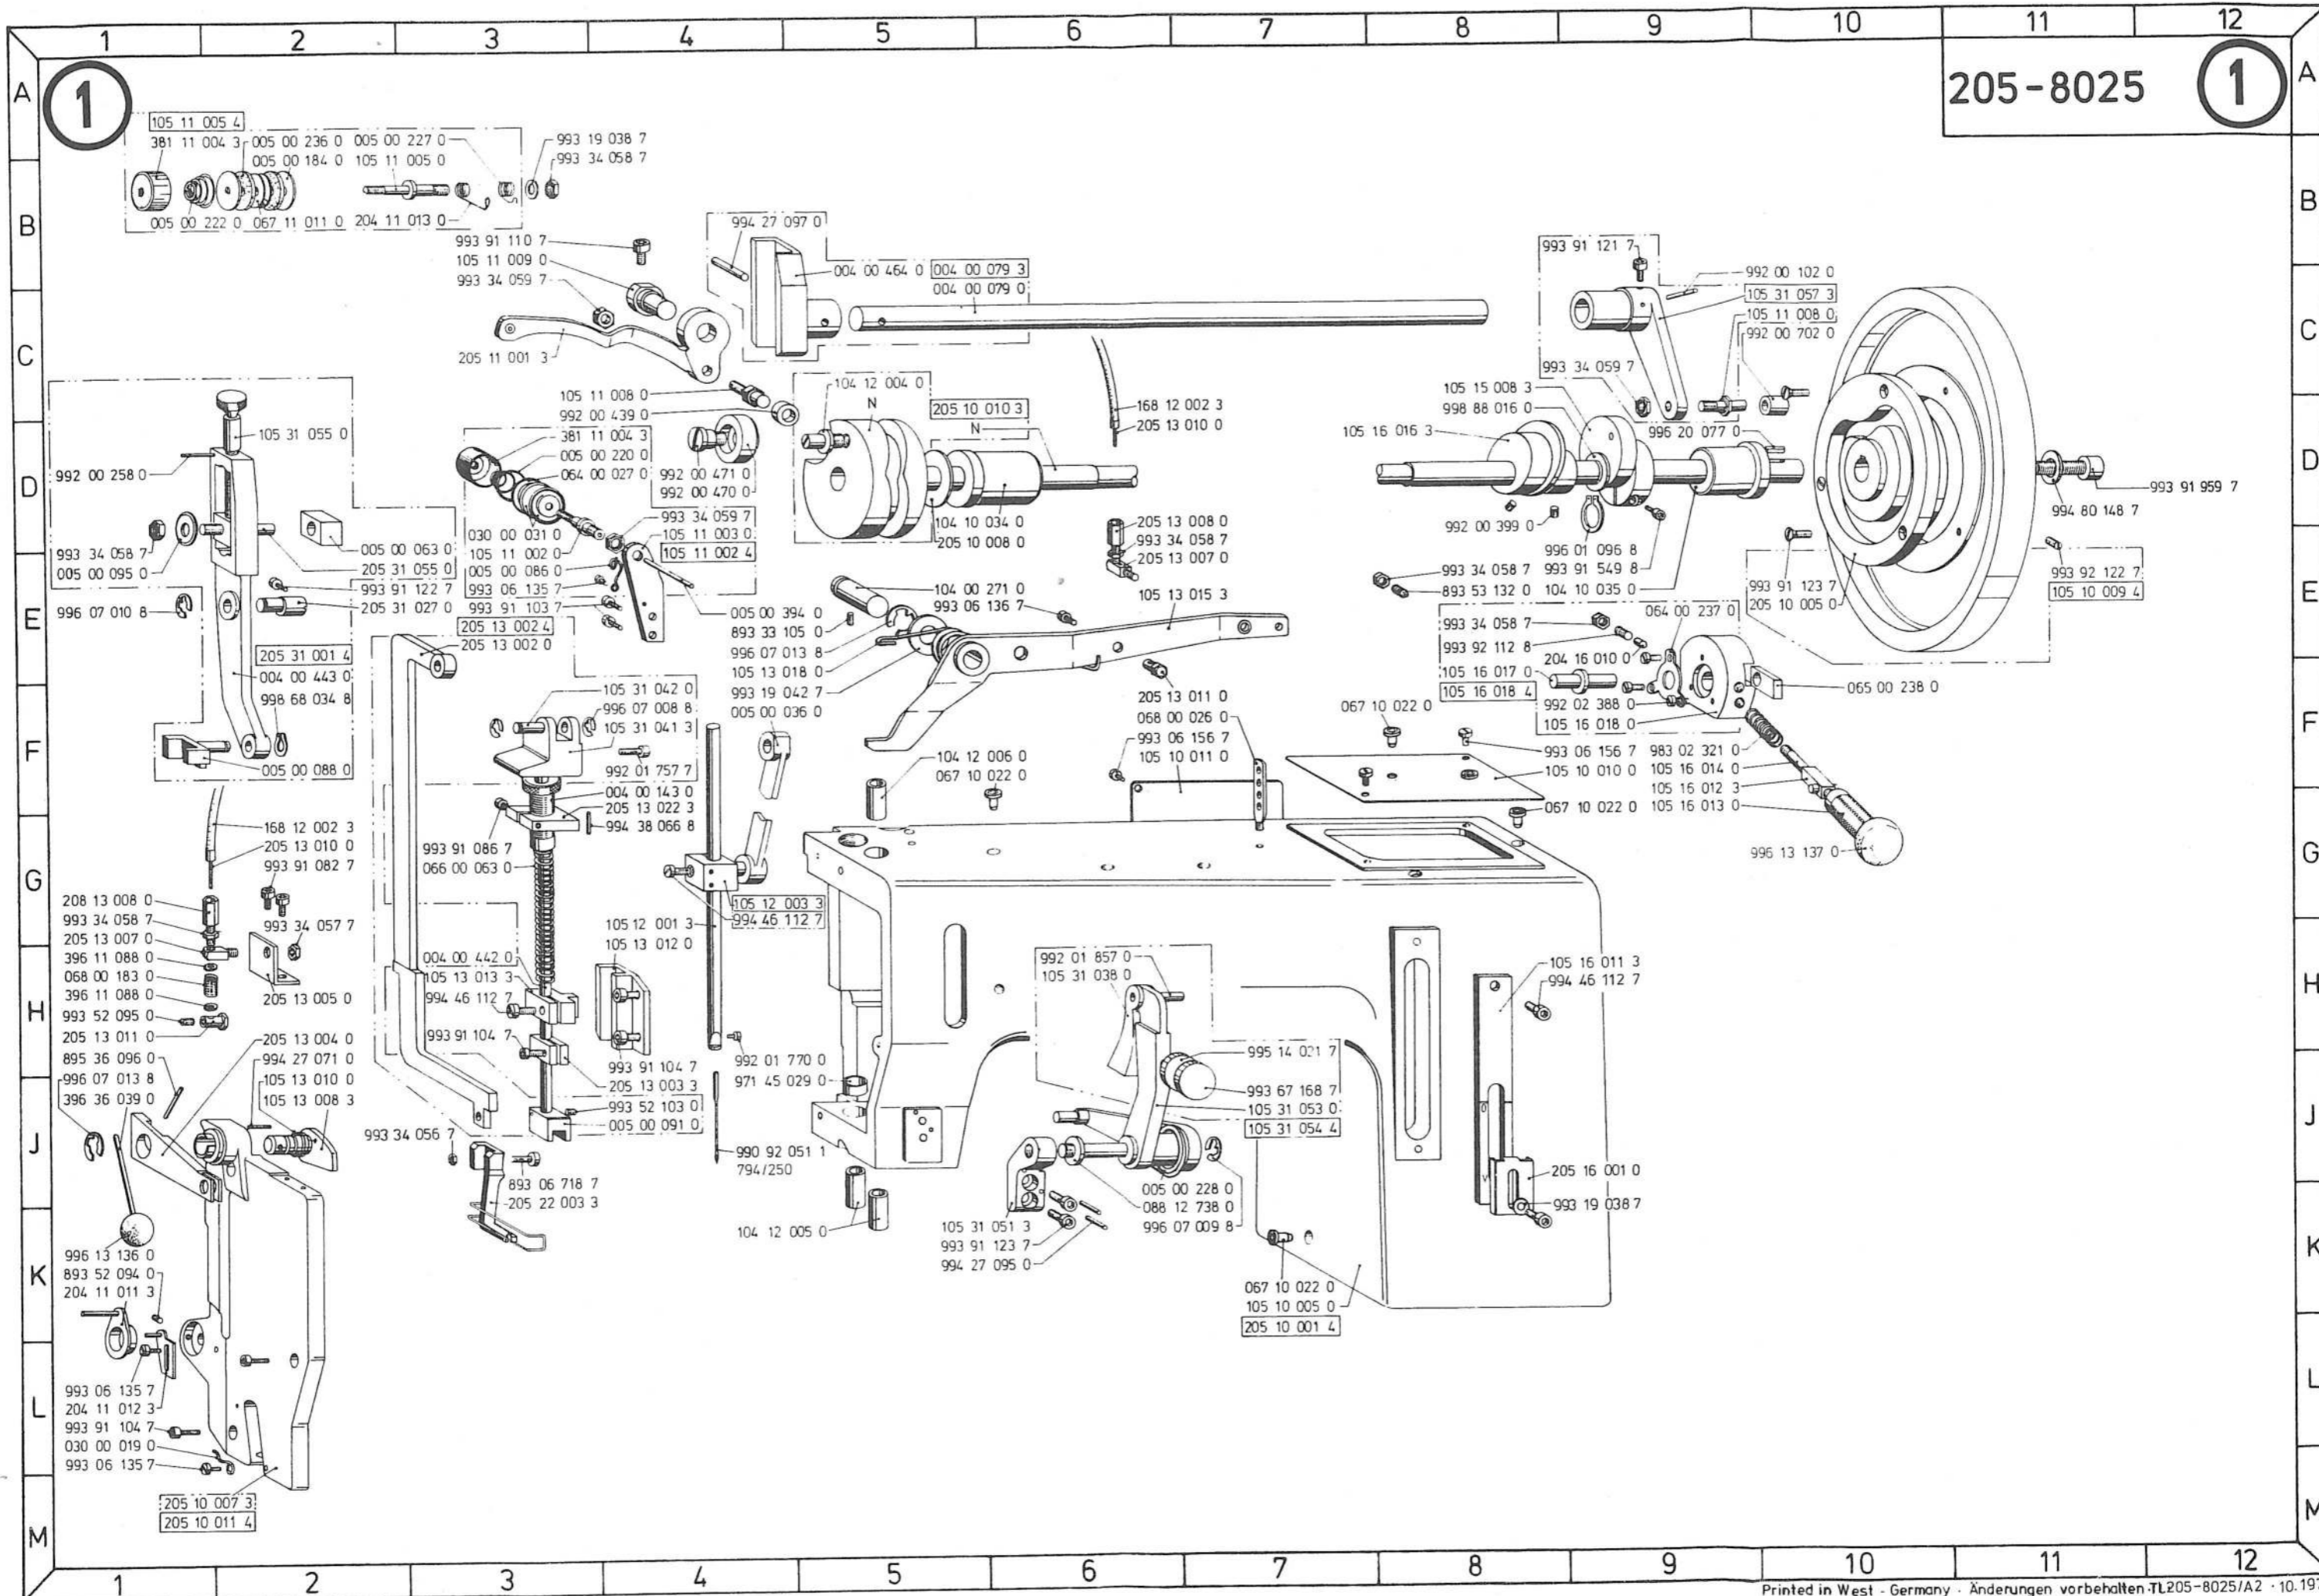 1 2 3 4 5 6 7 8 9 10 11 12
A
B
C
D
E
F
G
H
J
K
L
M
1
205-8025
1
105 11 005 4
381 11 004 3 005 00 236 0 005 00 227 0
005 00 184 0 105 11 005 0
993 19 038 7
993 34 058 7
005 00 222 0 067 11 011 0 204 11 013 0
993 91 110 7
105 11 009 0
993 34 059 7
205 11 001 3
994 27 097 0
004 00 464 0 004 00 079 3
004 00 079 0
993 91 121 7
992 00 102 0
105 31 057 3
105 11 008 0
992 00 702 0
993 34 059 7
105 31 055 0
992 00 258 0
993 34 058 7
005 00 095 0
005 00 063 0
205 31 055 0
993 91 122 7
205 31 027 0
996 07 010 8
205 31 001 4
004 00 443 0
998 68 034 8
005 00 088 0
105 11 008 0
992 00 439 0
381 11 004 3
005 00 220 0
064 00 027 0
992 00 471 0
992 00 470 0
030 00 031 0
105 11 002 0
005 00 086 0
993 06 135 7
993 91 103 7
993 34 059 7
105 11 003 0
105 11 002 4
005 00 394 0
104 12 004 0
N
205 10 010 3
N
104 10 034 0
205 10 008 0
168 12 002 3
205 13 010 0
205 13 008 0
993 34 058 7
205 13 007 0
105 16 016 3
105 15 008 3
998 88 016 0
996 20 077 0
992 00 399 0
996 01 096 8
993 91 549 8
104 10 035 0
993 34 058 7
893 53 132 0
993 91 959 7
994 80 148 7
993 91 123 7
205 10 005 0
993 92 122 7
105 10 009 4
205 13 002 4
205 13 002 0
104 00 271 0
893 33 105 0
996 07 013 8
105 13 018 0
993 19 042 7
005 00 036 0
993 06 136 7
105 13 015 3
205 13 011 0
068 00 026 0
993 06 156 7
105 10 011 0
064 00 237 0
993 34 058 7
993 92 112 8
204 16 010 0
105 16 017 0
105 16 018 4
992 02 388 0
105 16 018 0
065 00 238 0
983 02 321 0
105 16 014 0
105 16 012 3
105 16 013 0
996 13 137 0
067 10 022 0
993 06 156 7
105 10 010 0
067 10 022 0
105 31 042 0
996 07 008 8
105 31 041 3
992 01 757 7
004 00 143 0
205 13 022 3
994 38 066 8
993 91 086 7
066 00 063 0
104 12 006 0
067 10 022 0
168 12 002 3
205 13 010 0
993 91 082 7
208 13 008 0
993 34 058 7
205 13 007 0
396 11 088 0
068 00 183 0
396 11 088 0
993 52 095 0
205 13 011 0
993 34 057 7
205 13 005 0
105 12 003 3
994 46 112 7
105 12 001 3
105 13 012 0
004 00 442 0
105 13 013 3
994 46 112 7
993 91 104 7
993 91 104 7
205 13 003 3
993 52 103 0
005 00 091 0
993 34 056 7
893 06 718 7
205 22 003 3
992 01 770 0
971 45 029 0
990 92 051 1
794/250
104 12 005 0
992 01 857 0
105 31 038 0
995 14 021 7
993 67 168 7
105 31 053 0
105 31 054 4
005 00 228 0
088 12 738 0
996 07 009 8
105 31 051 3
993 91 123 7
994 27 095 0
067 10 022 0
105 10 005 0
205 10 001 4
105 16 011 3
994 46 112 7
0
V
205 16 001 0
993 19 038 7
895 36 096 0
996 07 013 8
396 36 039 0
205 13 004 0
994 27 071 0
105 13 010 0
105 13 008 3
996 13 136 0
893 52 094 0
204 11 011 3
993 06 135 7
204 11 012 3
993 91 104 7
030 00 019 0
993 06 135 7
205 10 007 3
205 10 011 4
A
B
C
D
E
F
G
H
J
K
L
M
1 2 3 4 5 6 7 8 9 10 11 12
Printed in West - Germany · Änderungen vorbehalten · TL205-8025/A2 · 10.19